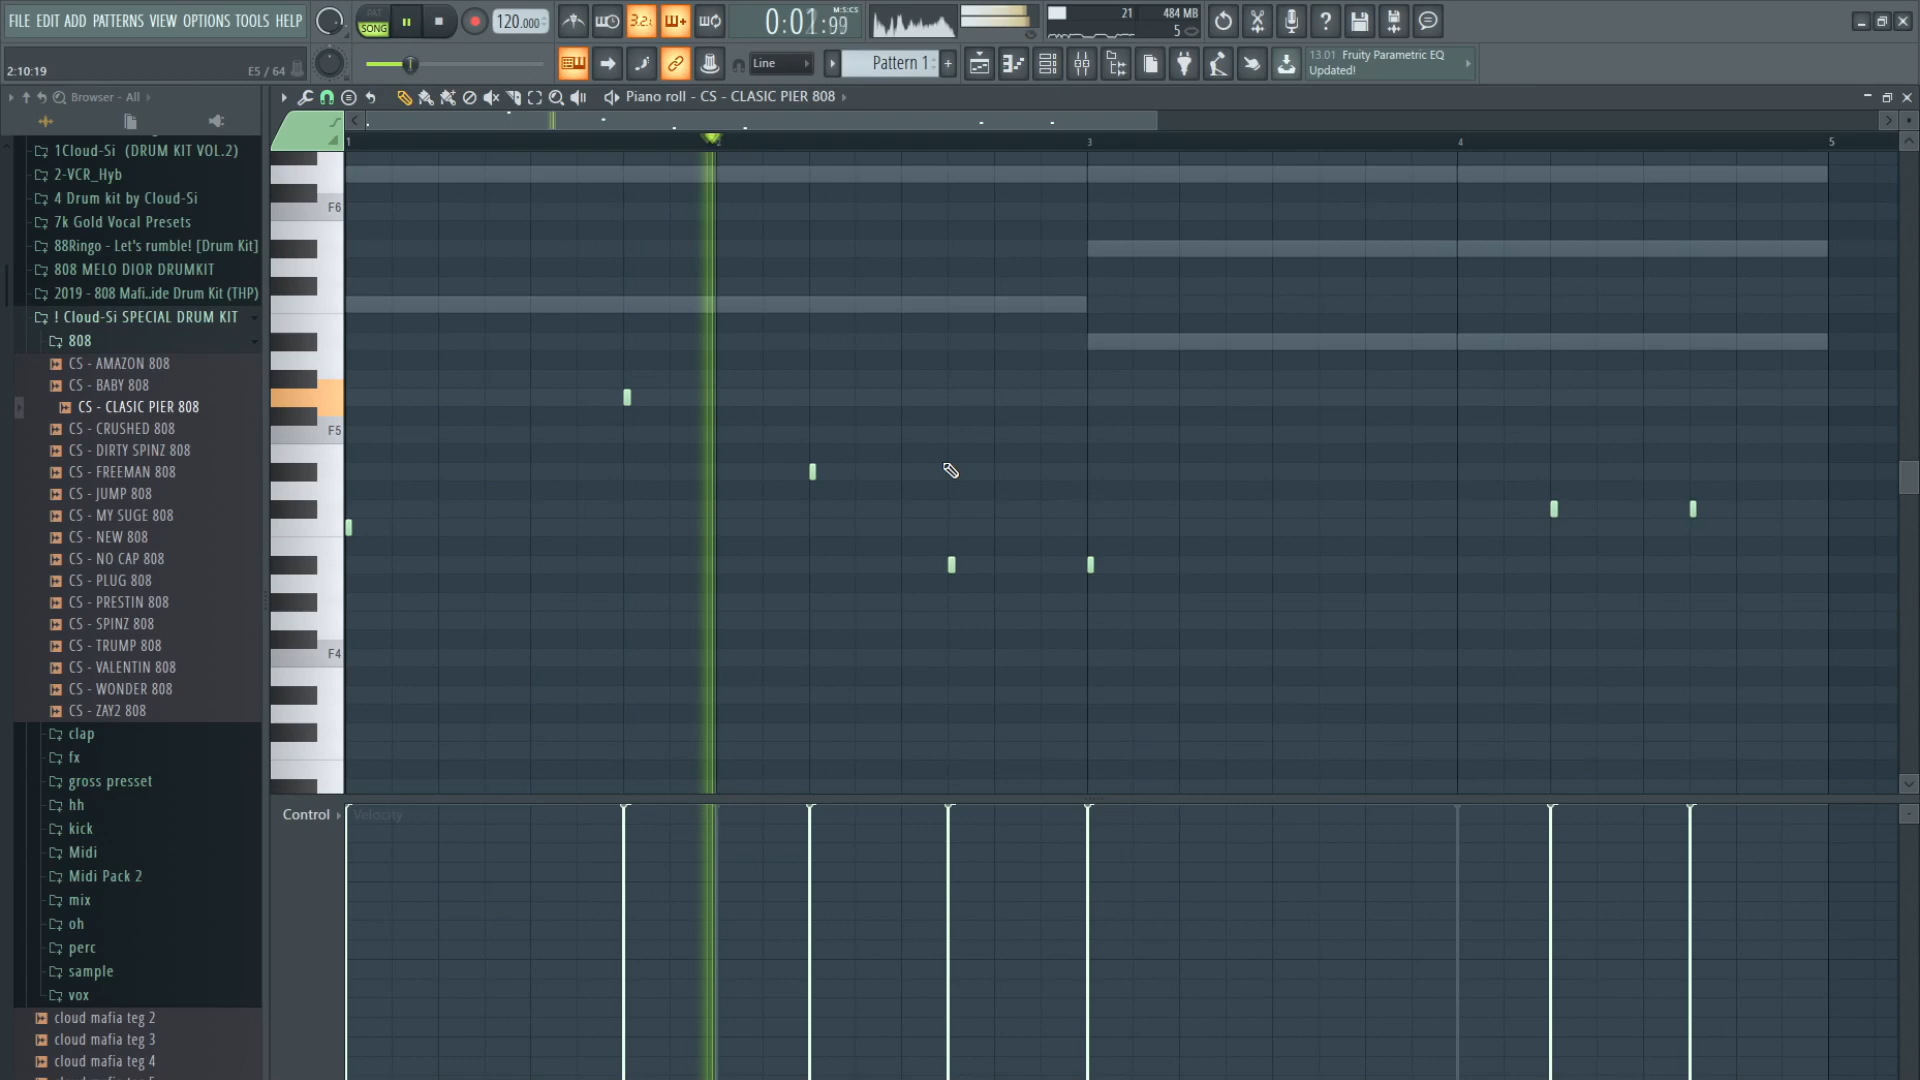 FILE EDIT ADD PATTERNS VIEW OPTIONS TOOLS HELP
PAT
SONG
120.000
3.2.
0:01:99
M:S:CS
21
484 MB
5
2:10:19
E5 / 64
Line
Pattern 1
13.01 Fruity Parametric EQ
Updated!
Browser - All
Piano roll - CS - CLASIC PIER 808
1
2
3
4
5
1Cloud-Si (DRUM KIT VOL.2)
2-VCR_Hyb
4 Drum kit by Cloud-Si
7k Gold Vocal Presets
88Ringo - Let's rumble! [Drum Kit]
808 MELO DIOR DRUMKIT
2019 - 808 Mafi..ide Drum Kit (THP)
! Cloud-Si SPECIAL DRUM KIT
808
CS - AMAZON 808
CS - BABY 808
CS - CLASIC PIER 808
CS - CRUSHED 808
CS - DIRTY SPINZ 808
CS - FREEMAN 808
CS - JUMP 808
CS - MY SUGE 808
CS - NEW 808
CS - NO CAP 808
CS - PLUG 808
CS - PRESTIN 808
CS - SPINZ 808
CS - TRUMP 808
CS - VALENTIN 808
CS - WONDER 808
CS - ZAY2 808
clap
fx
gross presset
hh
kick
Midi
Midi Pack 2
mix
oh
perc
sample
vox
cloud mafia teg 2
cloud mafia teg 3
cloud mafia teg 4
F6
F5
F4
Control
Velocity